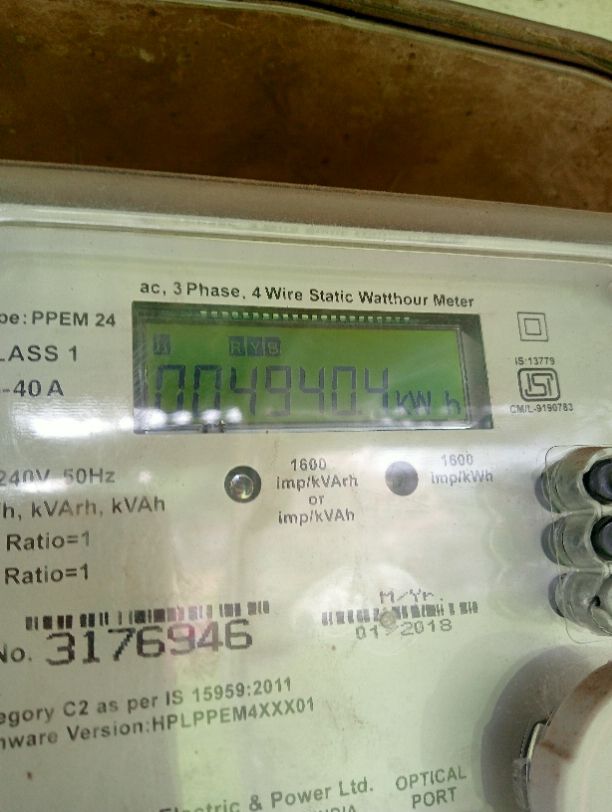 ac, 3 Phase, 4 Wire Static Watthour Meter
pe: PPEM 24
LASS 1
-40 A
R Y B
0049404 kWh
IS-13779
CM/L-9190783
240V, 50Hz
h, kVArh, kVAh
Ratio=1
Ratio=1
1600
imp/kVArh
or
imp/kVAh
1600
imp/kWh
No. 3176946
M/Yr.
01 2018
egory C2 as per IS 15959:2011
mware Version:HPLPPEM4XXX01
Electric & Power Ltd.
OPTICAL
PORT